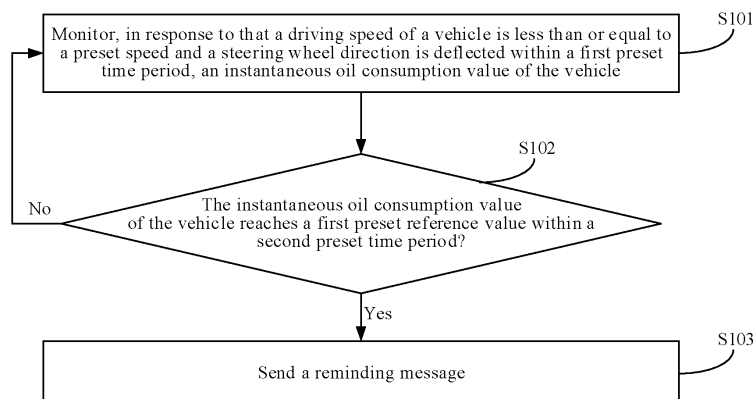 S101
Monitor, in response to that a driving speed of a vehicle is less than or equal to
a preset speed and a steering wheel direction is deflected within a first preset
time period, an instantaneous oil consumption value of the vehicle
S102
The instantaneous oil consumption value
of the vehicle reaches a first preset reference value within a
second preset time period?
No
Yes
S103
Send a reminding message